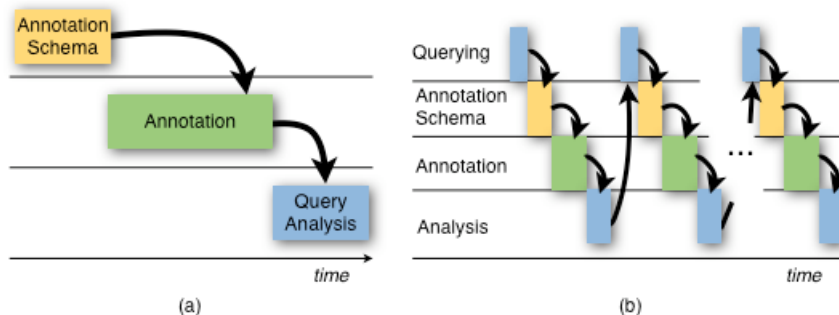 Annotation
Schema
Annotation
Query
Analysis
time
(a)
Querying
Annotation
Schema
Annotation
Analysis
...
time
(b)